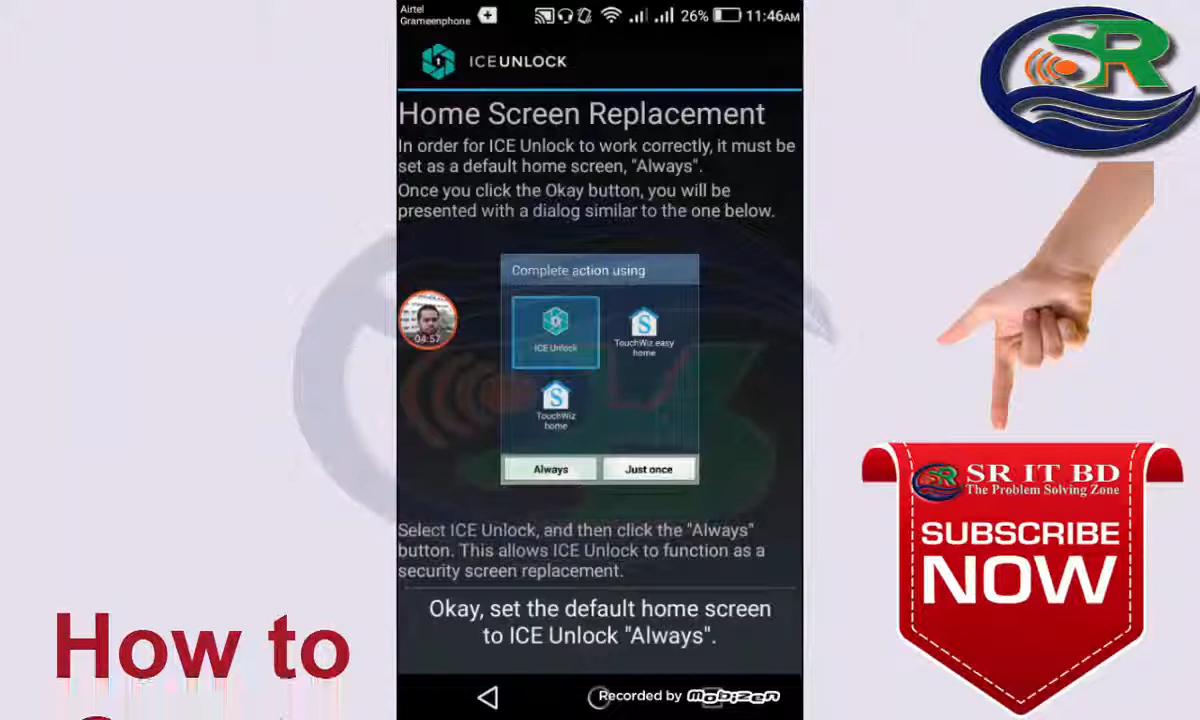 Airtel
Grameenphone
26%
11:46AM
ICEUNLOCK
Home Screen Replacement
In order for ICE Unlock to work correctly, it must be
set as a default home screen, "Always".
Once you click the Okay button, you will be
presented with a dialog similar to the one below.
Complete action using
ICE Unlock
TouchWiz easy
home
TouchWiz
home
Always
Just once
04:57
Select ICE Unlock, and then click the "Always"
button. This allows ICE Unlock to function as a
security screen replacement.
Okay, set the default home screen
to ICE Unlock "Always".
Recorded by mobizen
SR
SR
SR IT BD
The Problem Solving Zone
SUBSCRIBE
NOW
How to